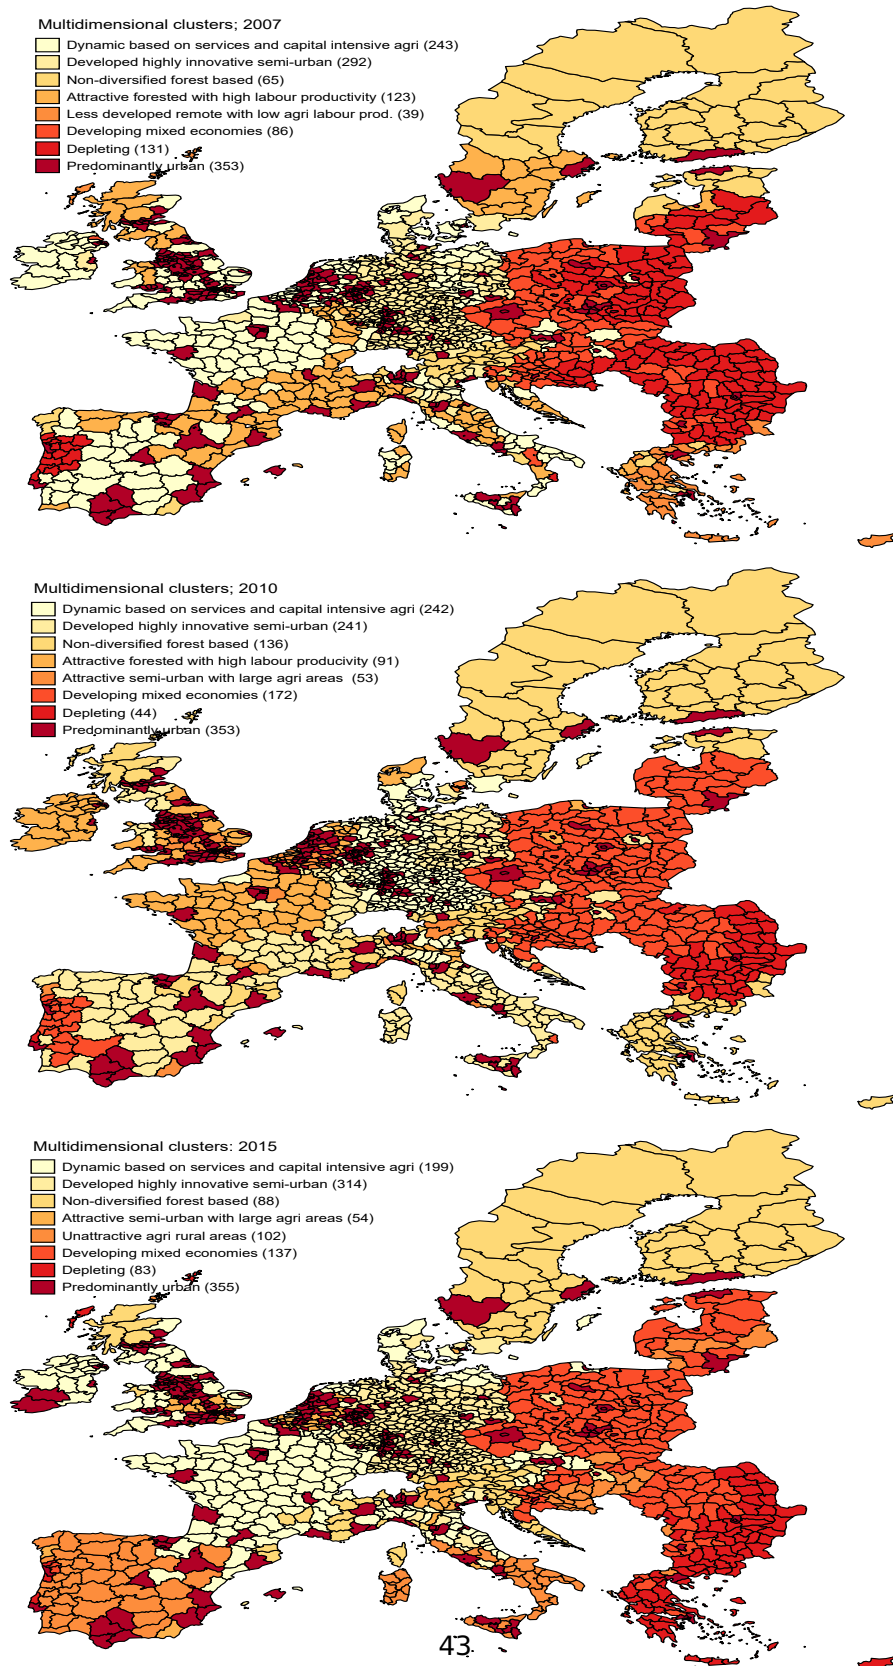 Multidimensional clusters; 2007
Dynamic based on services and capital intensive agri (243)
Developed highly innovative semi-urban (292)
Non-diversified forest based (65)
Attractive forested with high labour productivity (123)
Less developed remote with low agri labour prod. (39)
Developing mixed economies (86)
Depleting (131)
Predominantly urban (353)
Multidimensional clusters; 2010
Dynamic based on services and capital intensive agri (242)
Developed highly innovative semi-urban (241)
Non-diversified forest based (136)
Attractive forested with high labour producivity (91)
Attractive semi-urban with large agri areas (53)
Developing mixed economies (172)
Depleting (44)
Predominantly urban (353)
Multidimensional clusters: 2015
Dynamic based on services and capital intensive agri (199)
Developed highly innovative semi-urban (314)
Non-diversified forest based (88)
Attractive semi-urban with large agri areas (54)
Unattractive agri rural areas (102)
Developing mixed economies (137)
Depleting (83)
Predominantly urban (355)
43